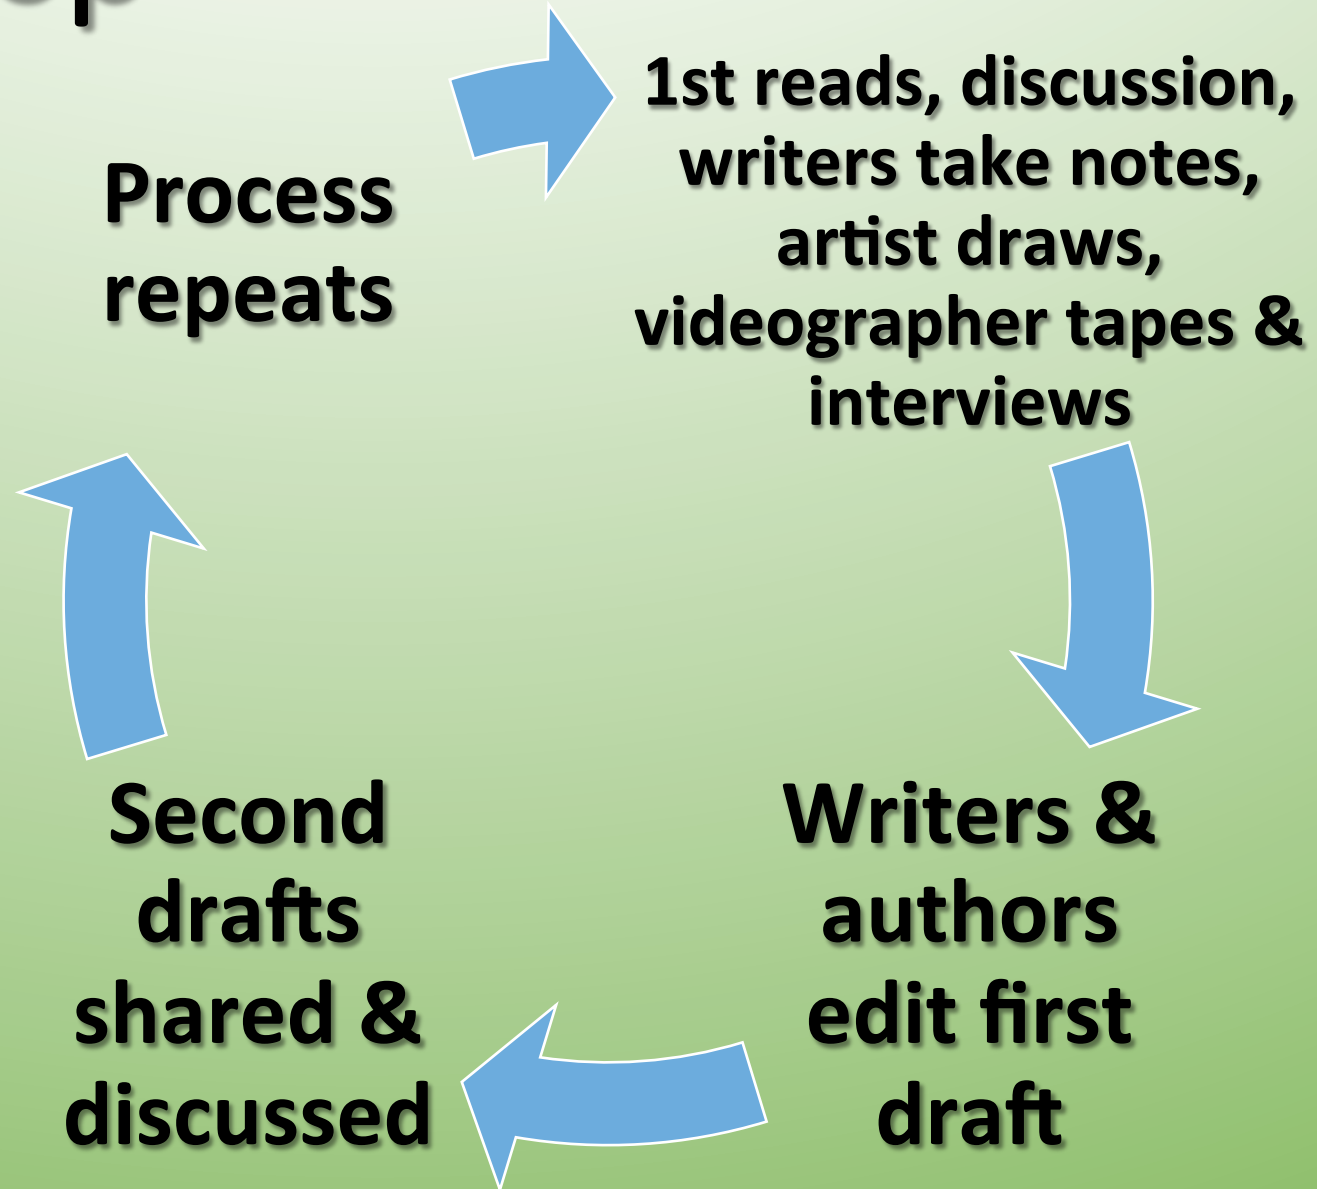 1st reads, discussion,
writers take notes,
artist draws,
videographer tapes &
interviews
Writers &
authors
edit first
draft
Second
drafts
shared &
discussed
Process
repeats